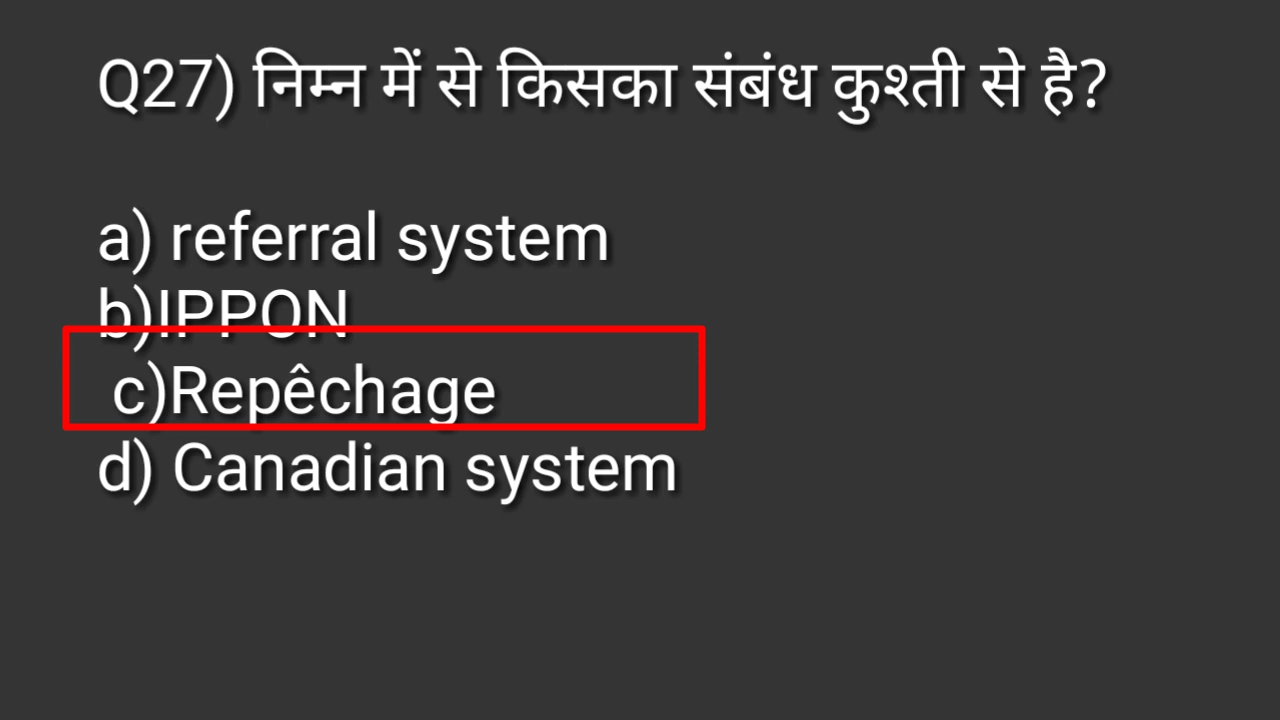 Q27) निम्न में से किसका संबंध कुश्ती से है?
a) referral system
b)IPPON
c)Repêchage
d) Canadian system